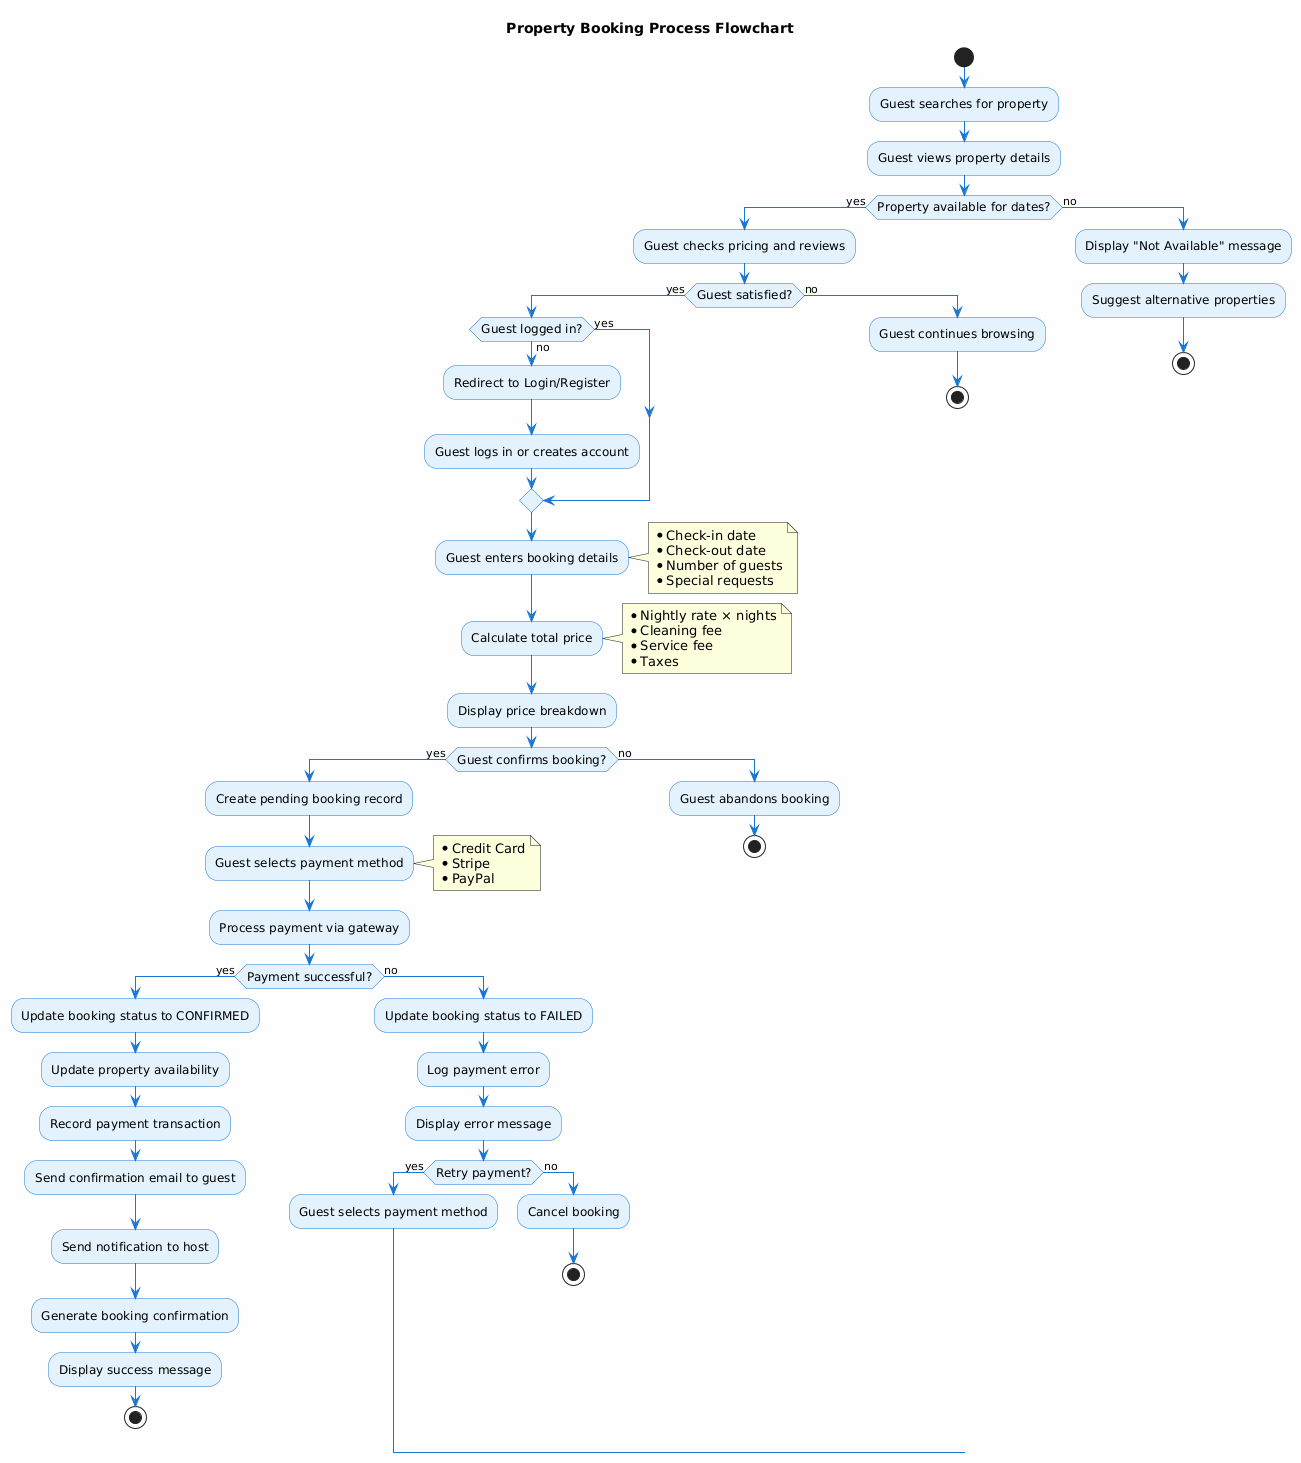 Property Booking Process Flowchart
Guest searches for property
Guest views property details
yes
Property available for dates?
no
Guest checks pricing and reviews
Display "Not Available" message
yes
Guest satisfied?
no
Suggest alternative properties
Guest logged in?
yes
no
Guest continues browsing
Redirect to Login/Register
Guest logs in or creates account
Guest enters booking details
• Check-in date
• Check-out date
• Number of guests
• Special requests
Calculate total price
• Nightly rate × nights
• Cleaning fee
• Service fee
• Taxes
Display price breakdown
yes
Guest confirms booking?
no
Create pending booking record
Guest abandons booking
Guest selects payment method
• Credit Card
• Stripe
• PayPal
Process payment via gateway
yes
Payment successful?
no
Update booking status to CONFIRMED
Update booking status to FAILED
Update property availability
Log payment error
Record payment transaction
Display error message
Send confirmation email to guest
yes
Retry payment?
no
Guest selects payment method
Cancel booking
Send notification to host
Generate booking confirmation
Display success message